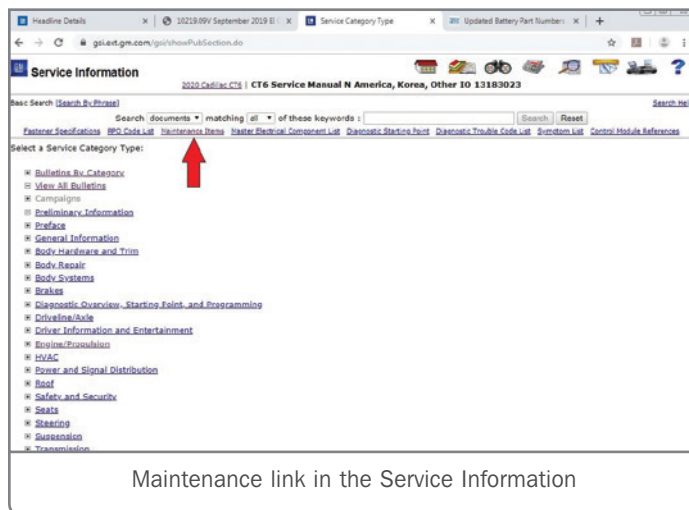 Headline Details
10219.09V September 2019 El C
Service Category Type
Updated Battery Part Numbers
gsi.ext.gm.com/gsi/showPubSection.do
GM
Service Information
2020 Cadillac CT6 | CT6 Service Manual N America, Korea, Other IO 13183023
Basic Search [Search By Phrase] Search Hel
Search documents matching all of these keywords : Search Reset
Fastener Specifications RPO Code List Maintenance Items Master Electrical Component List Diagnostic Starting Point Diagnostic Trouble Code List Symptom List Control Module References
Select a Service Category Type:
Bulletins By Category
View All Bulletins
Campaigns
Preliminary Information
Preface
General Information
Body Hardware and Trim
Body Repair
Body Systems
Brakes
Diagnostic Overview, Starting Point, and Programming
Driveline/Axle
Driver Information and Entertainment
Engine/Propulsion
HVAC
Power and Signal Distribution
Roof
Safety and Security
Seats
Steering
Suspension
Transmission
Maintenance link in the Service Information